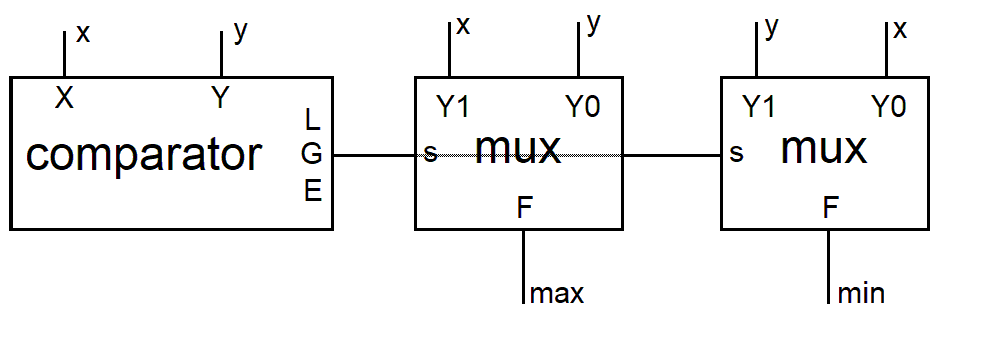 x y x y y x
X Y Y1 Y0 Y1 Y0
L
comparator G s mux s mux
E
F F
max min